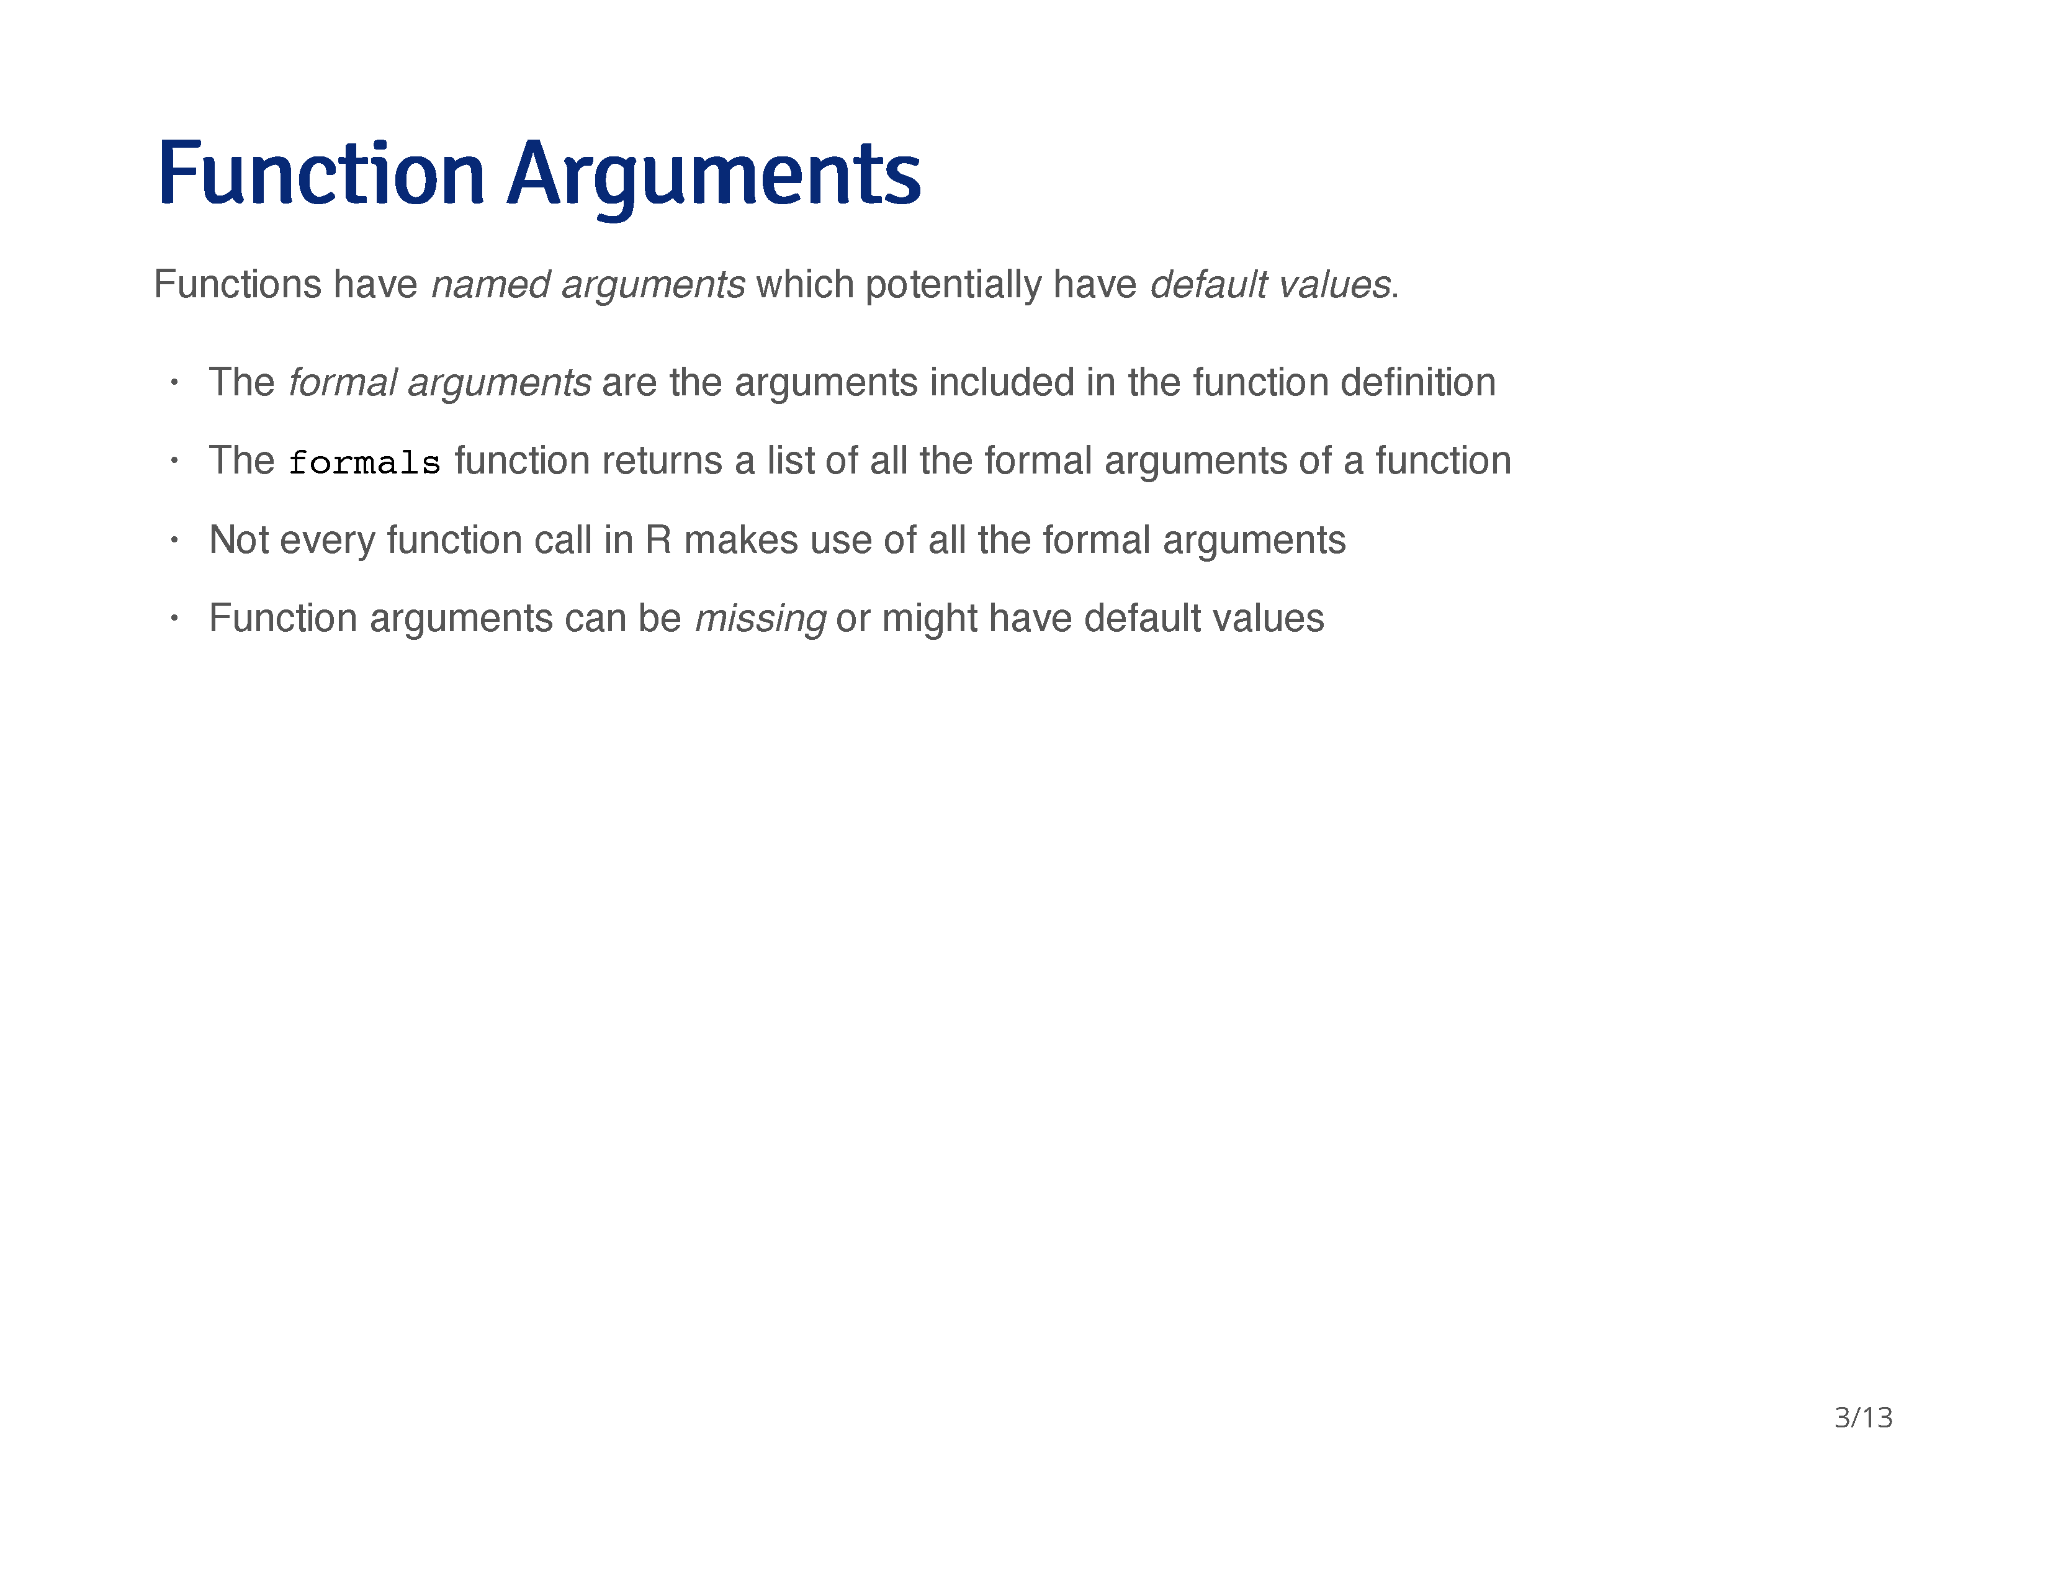 Function Arguments
Functions have named arguments which potentially have default values.
· The formal arguments are the arguments included in the function definition
· The formals function returns a list of all the formal arguments of a function
· Not every function call in R makes use of all the formal arguments
· Function arguments can be missing or might have default values
3/13